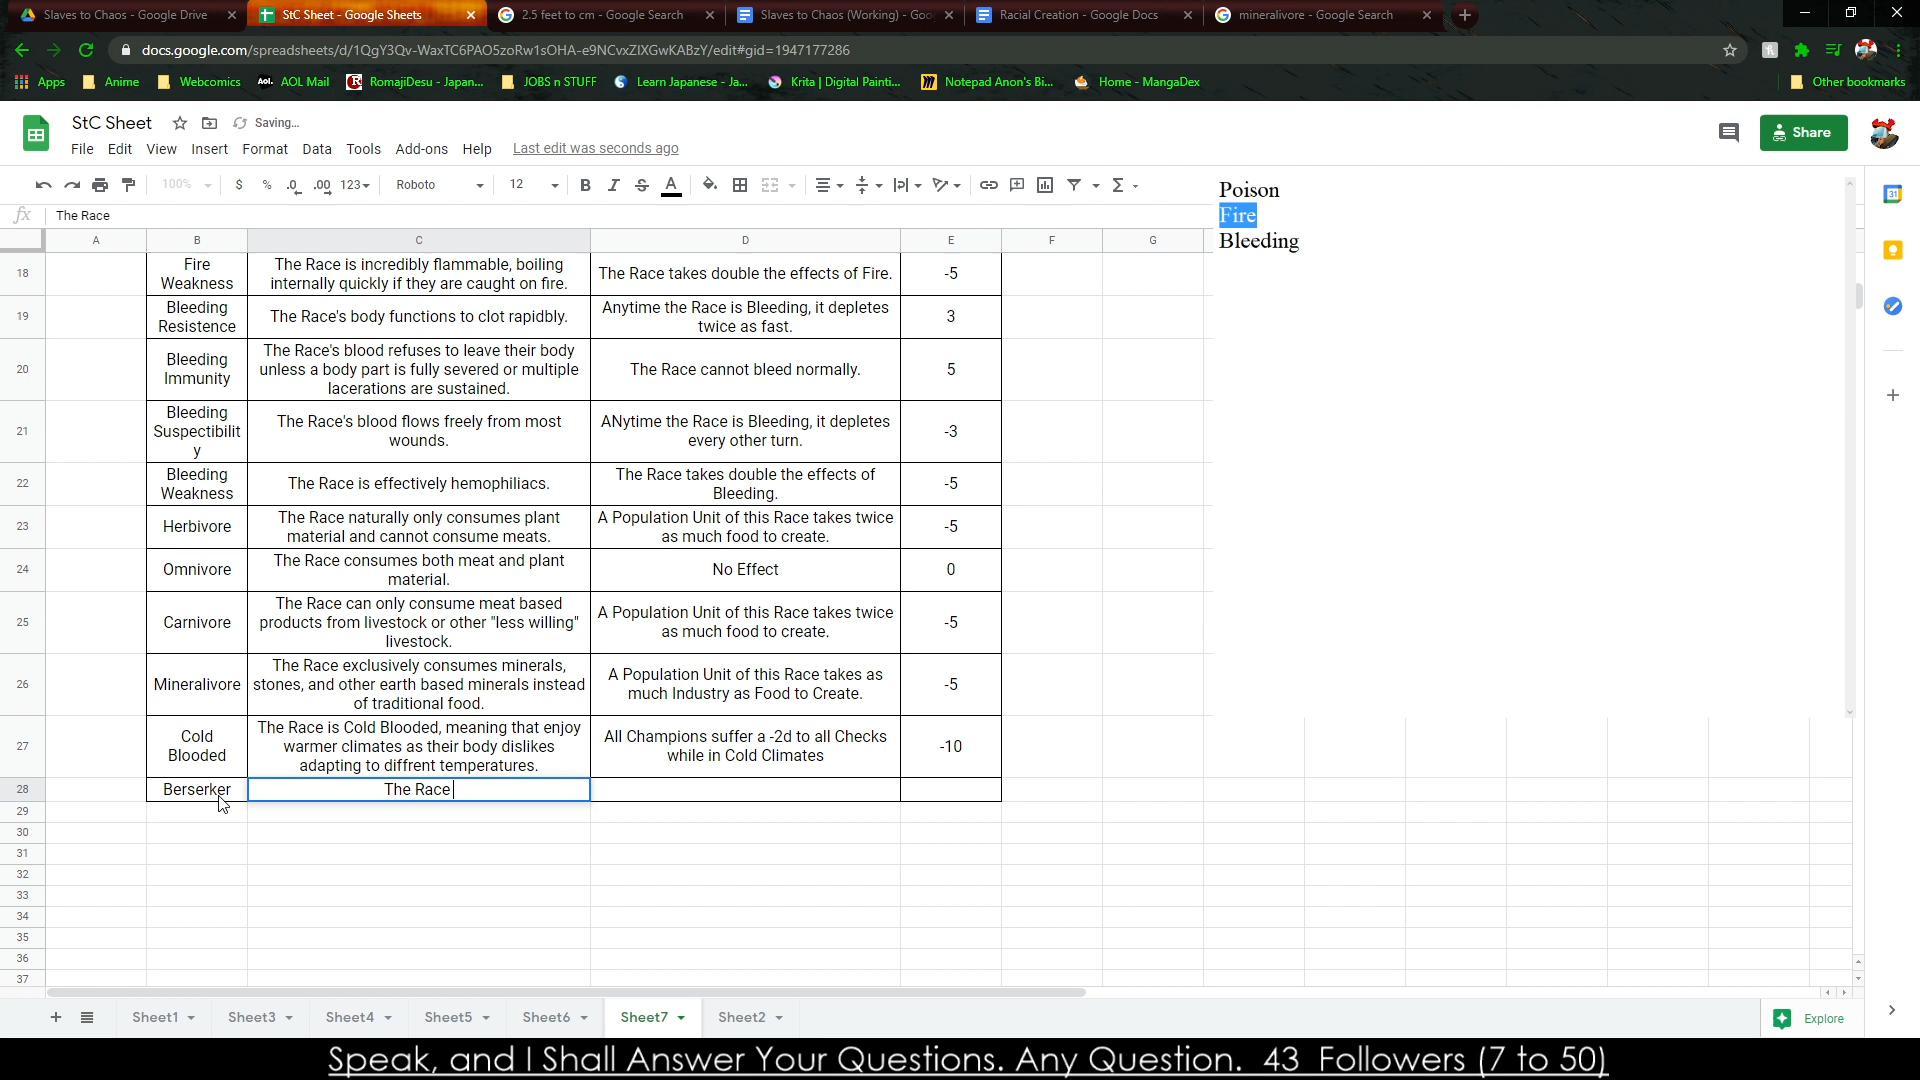 Slaves to Chaos - Google Drive
StC Sheet - Google Sheets
2.5 feet to cm - Google Search
Slaves to Chaos (Working) - Goo
Racial Creation - Google Docs
mineralivore - Google Search
docs.google.com/spreadsheets/d/1QgY3Qv-WaxTC6PAO5zoRw1sOHA-e9NCvxZIXGwKABzY/edit#gid=1947177286
Apps
Anime
Webcomics
Aol.
AOL Mail
RomajiDesu - Japan...
JOBS n STUFF
Learn Japanese - Ja...
Krita | Digital Painti...
Notepad Anon's Bi...
Home - MangaDex
Other bookmarks
StC Sheet
Saving...
File Edit View Insert Format Data Tools Add-ons Help
Last edit was seconds ago
Share
100% $ % .0 .00 123 Roboto 12 B I S A
fx The Race
A B C D E F G
18
Fire
Weakness
The Race is incredibly flammable, boiling
internally quickly if they are caught on fire.
The Race takes double the effects of Fire.
-5
19
Bleeding
Resistence
The Race's body functions to clot rapidbly.
Anytime the Race is Bleeding, it depletes
twice as fast.
3
20
Bleeding
Immunity
The Race's blood refuses to leave their body
unless a body part is fully severed or multiple
lacerations are sustained.
The Race cannot bleed normally.
5
21
Bleeding
Suspectibilit
y
The Race's blood flows freely from most
wounds.
ANytime the Race is Bleeding, it depletes
every other turn.
-3
22
Bleeding
Weakness
The Race is effectively hemophiliacs.
The Race takes double the effects of
Bleeding.
-5
23
Herbivore
The Race naturally only consumes plant
material and cannot consume meats.
A Population Unit of this Race takes twice
as much food to create.
-5
24
Omnivore
The Race consumes both meat and plant
material.
No Effect
0
25
Carnivore
The Race can only consume meat based
products from livestock or other "less willing"
livestock.
A Population Unit of this Race takes twice
as much food to create.
-5
26
Mineralivore
The Race exclusively consumes minerals,
stones, and other earth based minerals instead
of traditional food.
A Population Unit of this Race takes as
much Industry as Food to Create.
-5
27
Cold
Blooded
The Race is Cold Blooded, meaning that enjoy
warmer climates as their body dislikes
adapting to diffrent temperatures.
All Champions suffer a -2d to all Checks
while in Cold Climates
-10
28
Berserker
The Race
29
30
31
32
33
34
35
36
37
Poison
Fire
Bleeding
31
Sheet1 Sheet3 Sheet4 Sheet5 Sheet6 Sheet7 Sheet2
Explore
Speak, and I Shall Answer Your Questions. Any Question. 43 Followers (7 to 50)